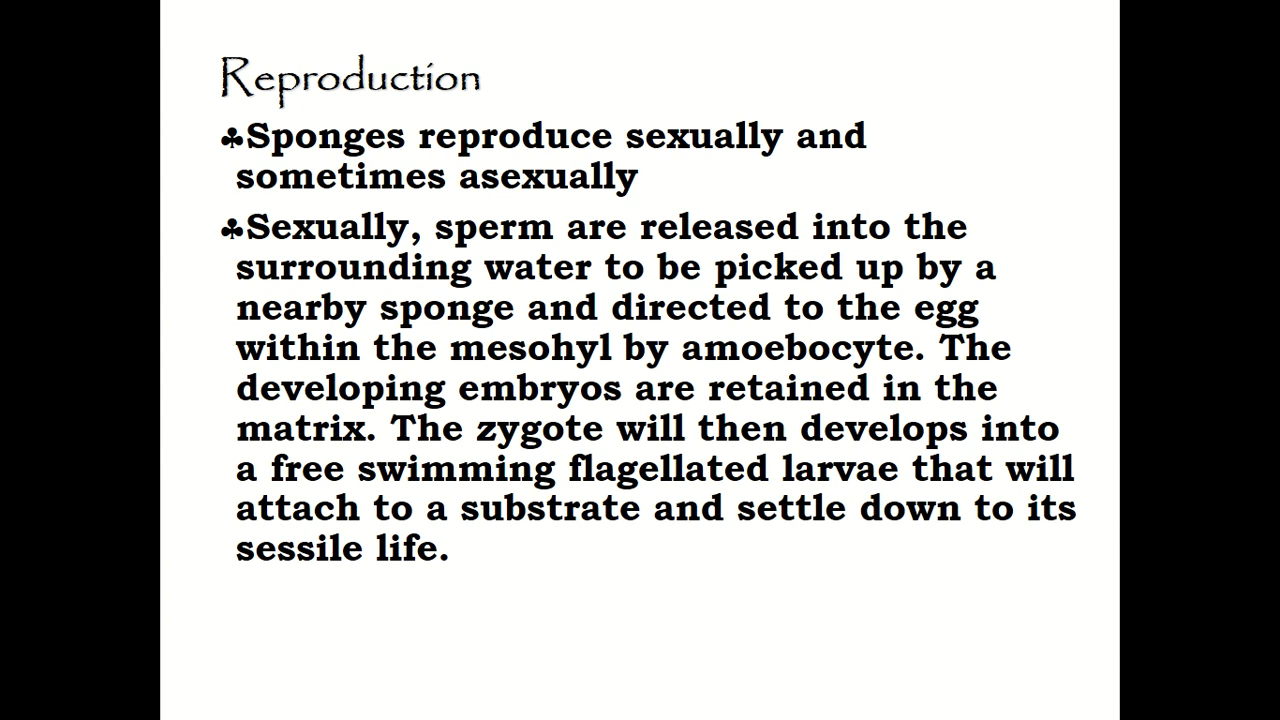 Reproduction
♣Sponges reproduce sexually and
sometimes asexually
♣Sexually, sperm are released into the
surrounding water to be picked up by a
nearby sponge and directed to the egg
within the mesohyl by amoebocyte. The
developing embryos are retained in the
matrix. The zygote will then develops into
a free swimming flagellated larvae that will
attach to a substrate and settle down to its
sessile life.